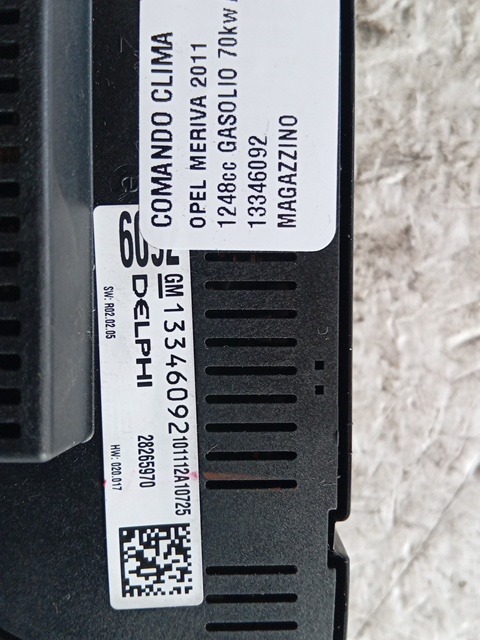 COMANDO CLIMA
OPEL MERIVA 2011
1248cc GASOLIO 70kw
13346092
MAGAZZINO
GM 13346092 101112A10725
DELPHI 28265970
SW: R02.02.05 HW: 020.017